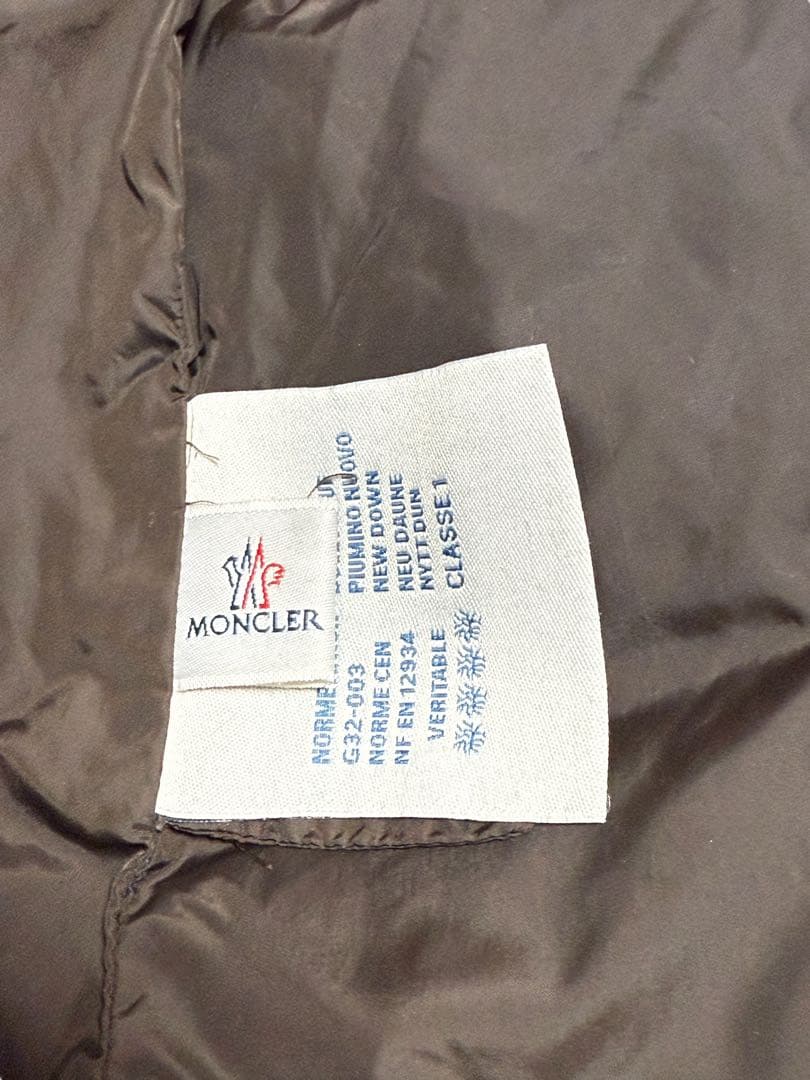 MONCLER
NORME
G32-003
NORME CEN
NF EN 12934
VERITABLE
PIUMINO NUOVO
NEW DOWN
NEU DAUNE
NVTT DUN
CLASSE 1